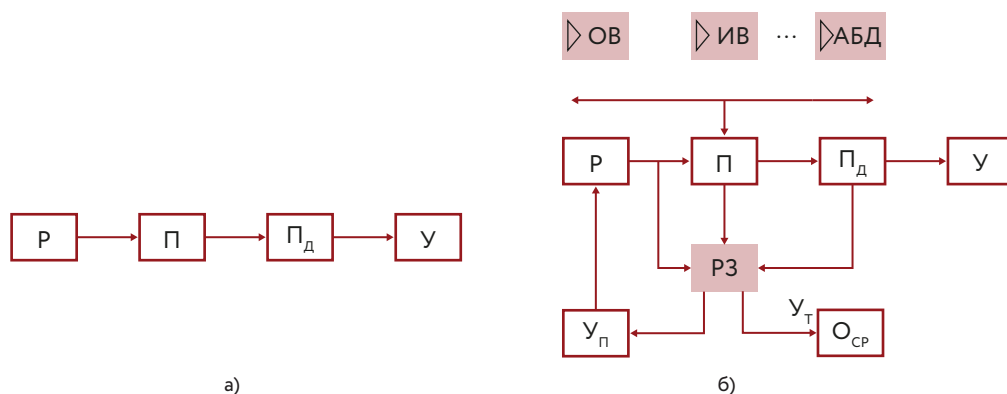 ОВ ИВ ... АБД
Р П Пд У
Р П Пд У
РЗ
Ут
Уп Оср
а) б)